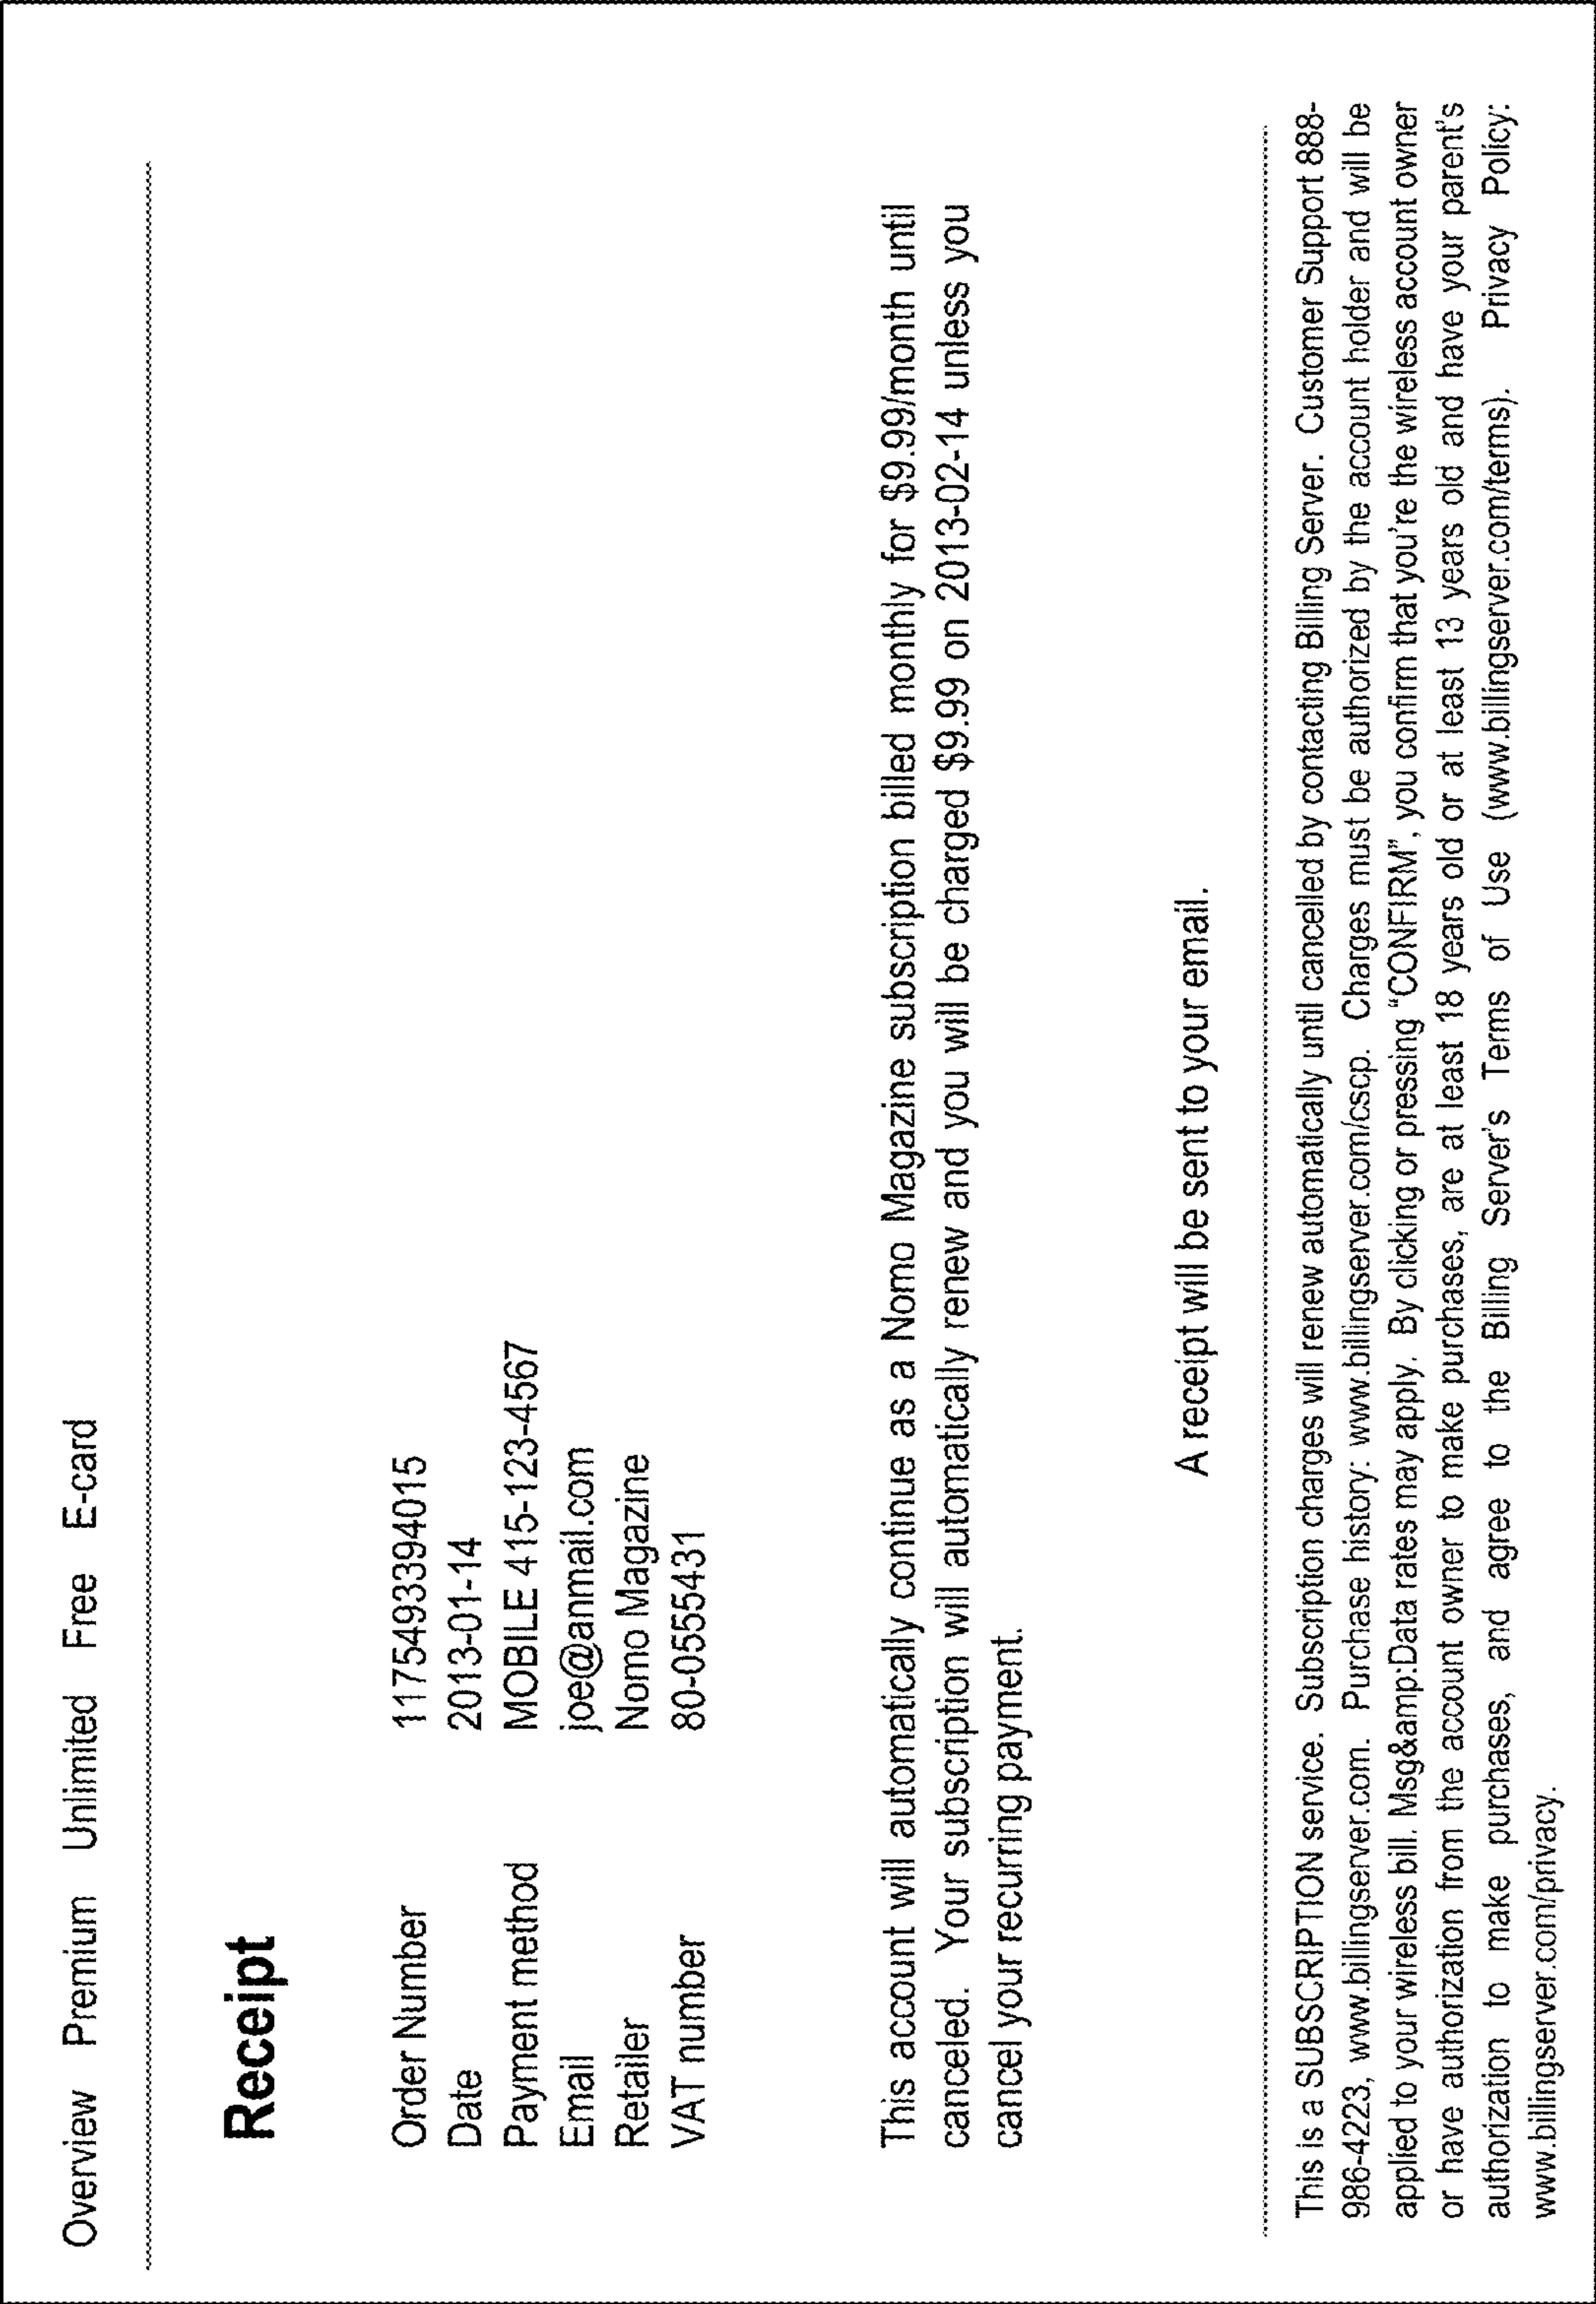 Overview Premium Unlimited Free E-card
Receipt
Order Number 1175493394015
Date 2013-01-14
Payment method MOBILE 415-123-4567
Email joe@anmail.com
Retailer Nomo Magazine
VAT number 80-0555431
This account will automatically continue as a Nomo Magazine subscription billed monthly for $9.99/month until
canceled. Your subscription will automatically renew and you will be charged $9.99 on 2013-02-14 unless you
cancel your recurring payment.
A receipt will be sent to your email.
This is a SUBSCRIPTION service. Subscription charges will renew automatically until cancelled by contacting Billing Server. Customer Support 888-
986-4223, www.billingserver.com. Purchase history: www.billingserver.com/cscp. Charges must be authorized by the account holder and will be
applied to your wireless bill. Msg&amp:Data rates may apply. By clicking or pressing “CONFIRM”, you confirm that you're the wireless account owner
or have authorization from the account owner to make purchases, are at least 18 years old or at least 13 years old and have your parent's
authorization to make purchases, and agree to the Billing Server's Terms of Use (www.billingserver.com/terms). Privacy Policy:
www.billingserver.com/privacy.